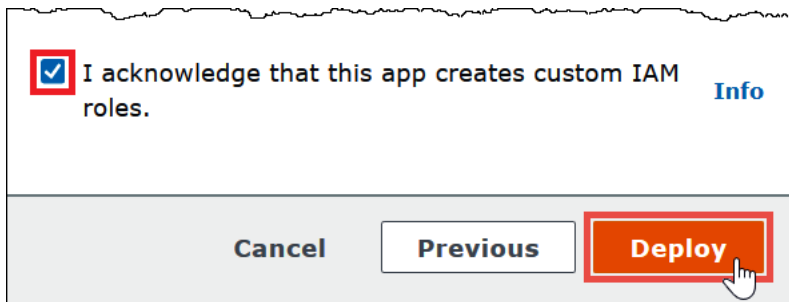 I acknowledge that this app creates custom IAM
roles.
Info
Cancel
Previous
Deploy